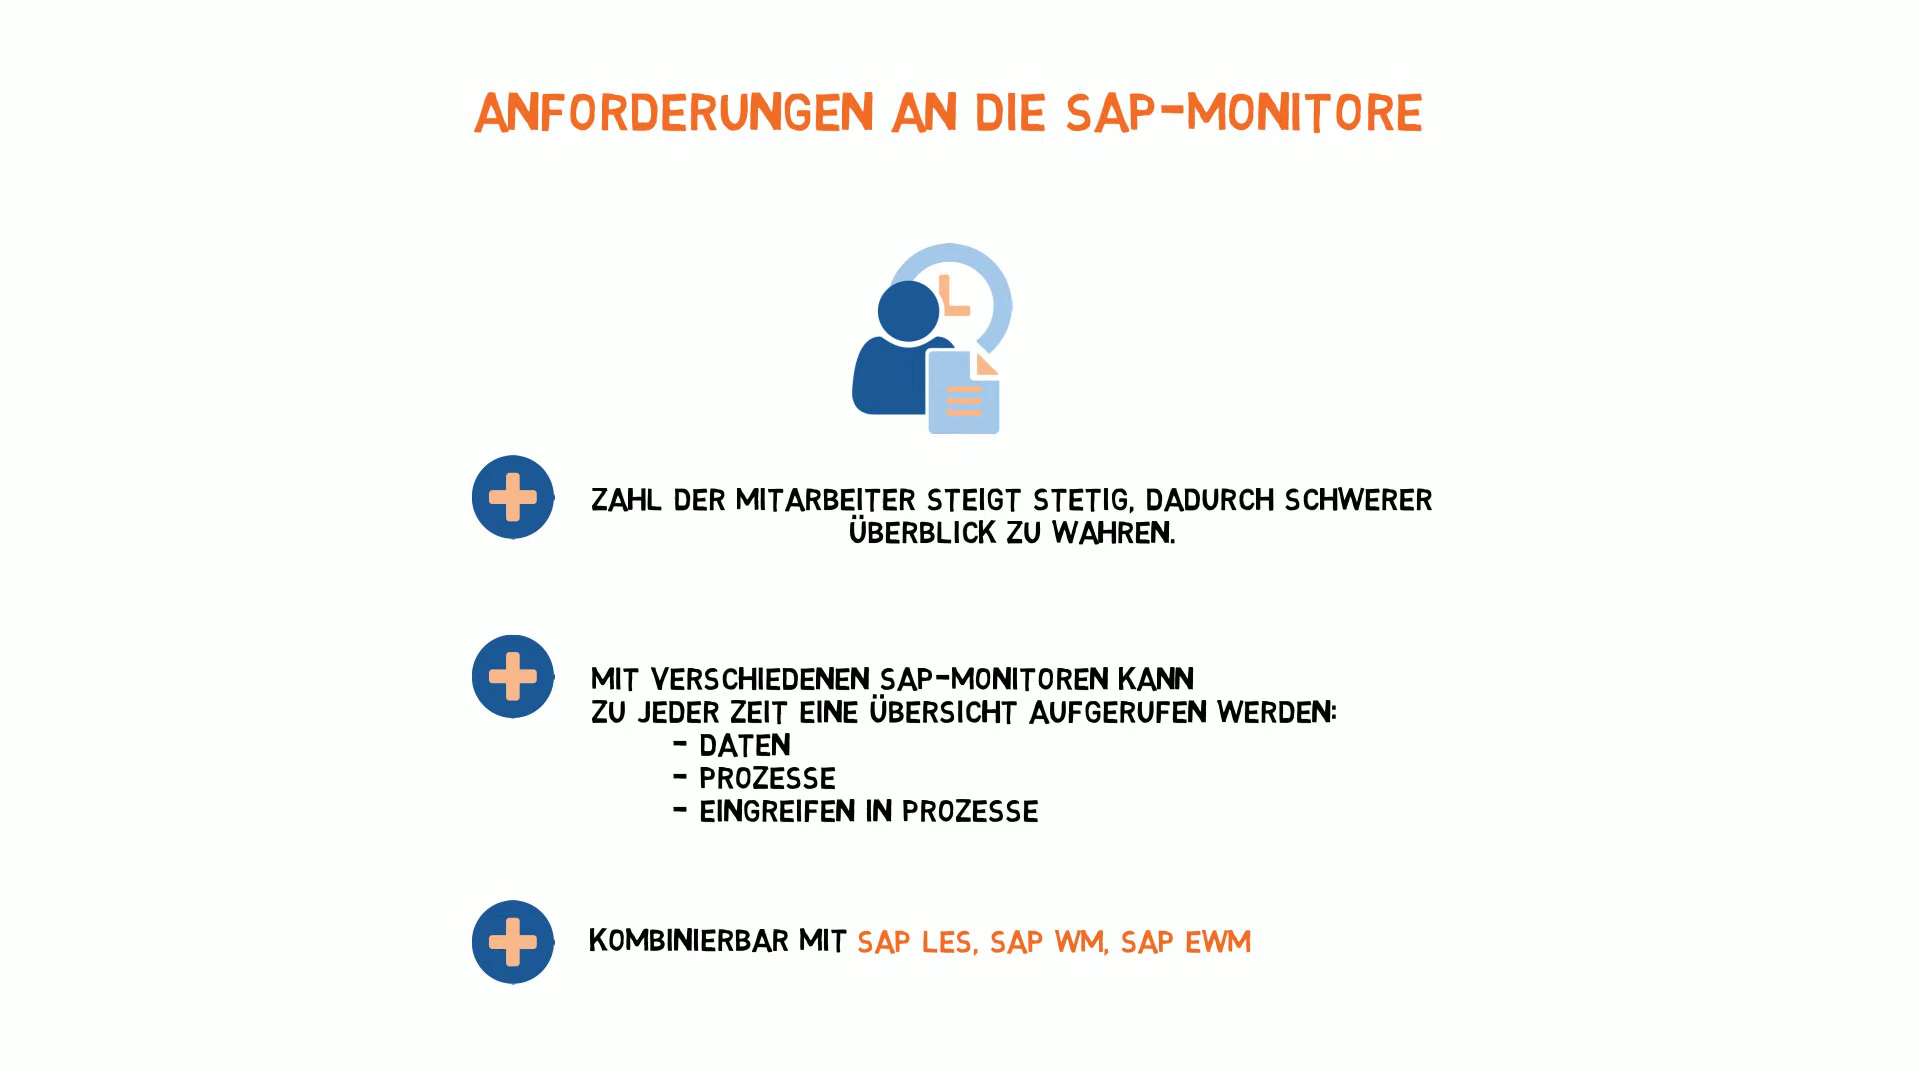 ANFORDERUNGEN AN DIE SAP-MONITORE
ZAHL DER MITARBEITER STEIGT STETIG, DADURCH SCHWERER
ÜBERBLICK ZU WAHREN.
MIT VERSCHIEDENEN SAP-MONITOREN KANN
ZU JEDER ZEIT EINE ÜBERSICHT AUFGERUFEN WERDEN:
- DATEN
- PROZESSE
- EINGREIFEN IN PROZESSE
KOMBINIERBAR MIT SAP LES, SAP WM, SAP EWM